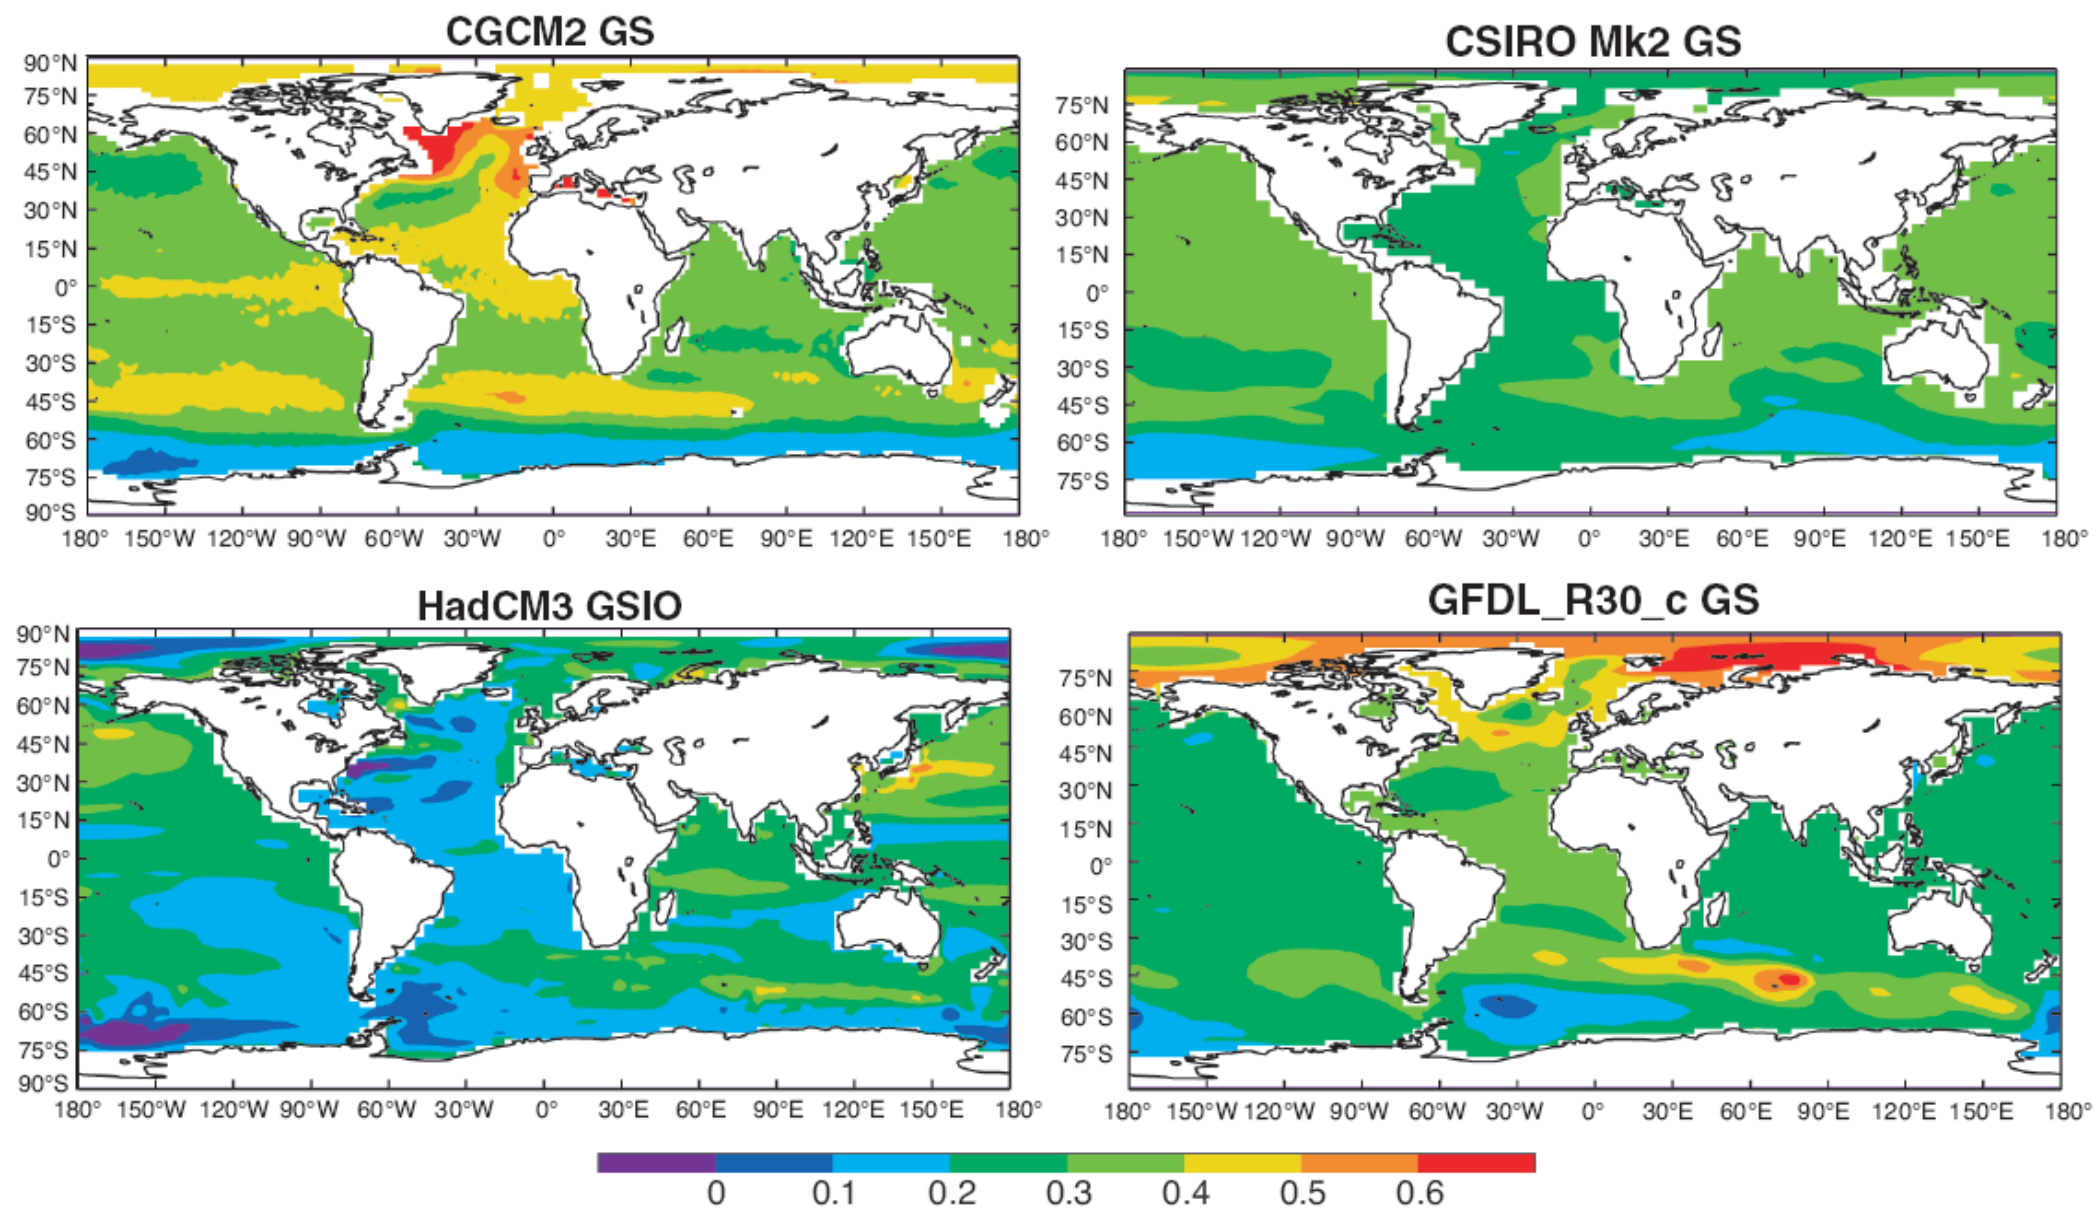 CGCM2 GS
90°N
75°N
60°N
45°N
30°N
15°N
0°
15°S
30°S
45°S
60°S
75°S
90°S
180° 150°W 120°W 90°W 60°W 30°W 0° 30°E 60°E 90°E 120°E 150°E 180°
CSIRO Mk2 GS
75°N
60°N
45°N
30°N
15°N
0°
15°S
30°S
45°S
60°S
75°S
180° 150°W 120°W 90°W 60°W 30°W 0° 30°E 60°E 90°E 120°E 150°E 180°
HadCM3 GSIO
90°N
75°N
60°N
45°N
30°N
15°N
0°
15°S
30°S
45°S
60°S
75°S
90°S
180° 150°W 120°W 90°W 60°W 30°W 0° 30°E 60°E 90°E 120°E 150°E 180°
GFDL_R30_c GS
75°N
60°N
45°N
30°N
15°N
0°
15°S
30°S
45°S
60°S
75°S
180° 150°W 120°W 90°W 60°W 30°W 0° 30°E 60°E 90°E 120°E 150°E 180°
0 0.1 0.2 0.3 0.4 0.5 0.6